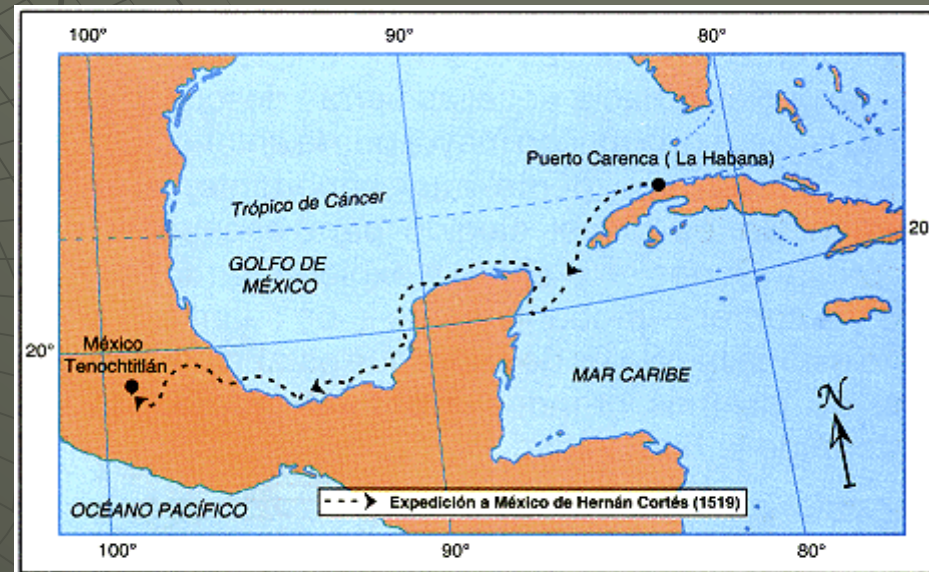 100° 90° 80°
Puerto Carenca ( La Habana)
Trópico de Cáncer
20°
GOLFO DE
MÉXICO
México
20°
Tenochtitlán
MAR CARIBE
N
Expedición a México de Hernán Cortés (1519)
OCÉANO PACÍFICO
100° 90° 80°